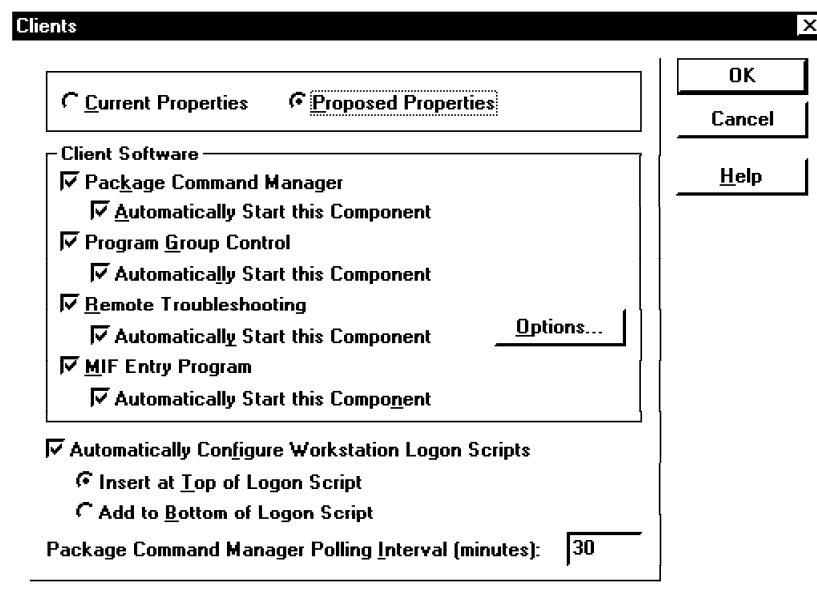 Clients
Current Properties Proposed Properties
OK
Cancel
Help
Client Software
Package Command Manager
Automatically Start this Component
Program Group Control
Automatically Start this Component
Remote Troubleshooting
Automatically Start this Component
Options...
MIF Entry Program
Automatically Start this Component
Automatically Configure Workstation Logon Scripts
Insert at Top of Logon Script
Add to Bottom of Logon Script
Package Command Manager Polling Interval (minutes): 30